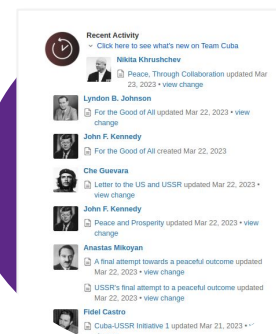 Recent Activity
Click here to see what's new on Team Cuba
Nikita Khrushchev
Peace, Through Collaboration updated Mar
23, 2023 • view change
Lyndon B. Johnson
For the Good of All updated Mar 22, 2023 • view
change
John F. Kennedy
For the Good of All created Mar 22, 2023
Che Guevara
Letter to the US and USSR updated Mar 22, 2023 •
view change
John F. Kennedy
Peace and Prosperity updated Mar 22, 2023 • view
change
Anastas Mikoyan
A final attempt towards a peaceful outcome updated
Mar 22, 2023 • view change
USSR's final attempt to a peaceful outcome updated
Mar 22, 2023 • view change
Fidel Castro
Cuba-USSR Initiative 1 updated Mar 21, 2023 •